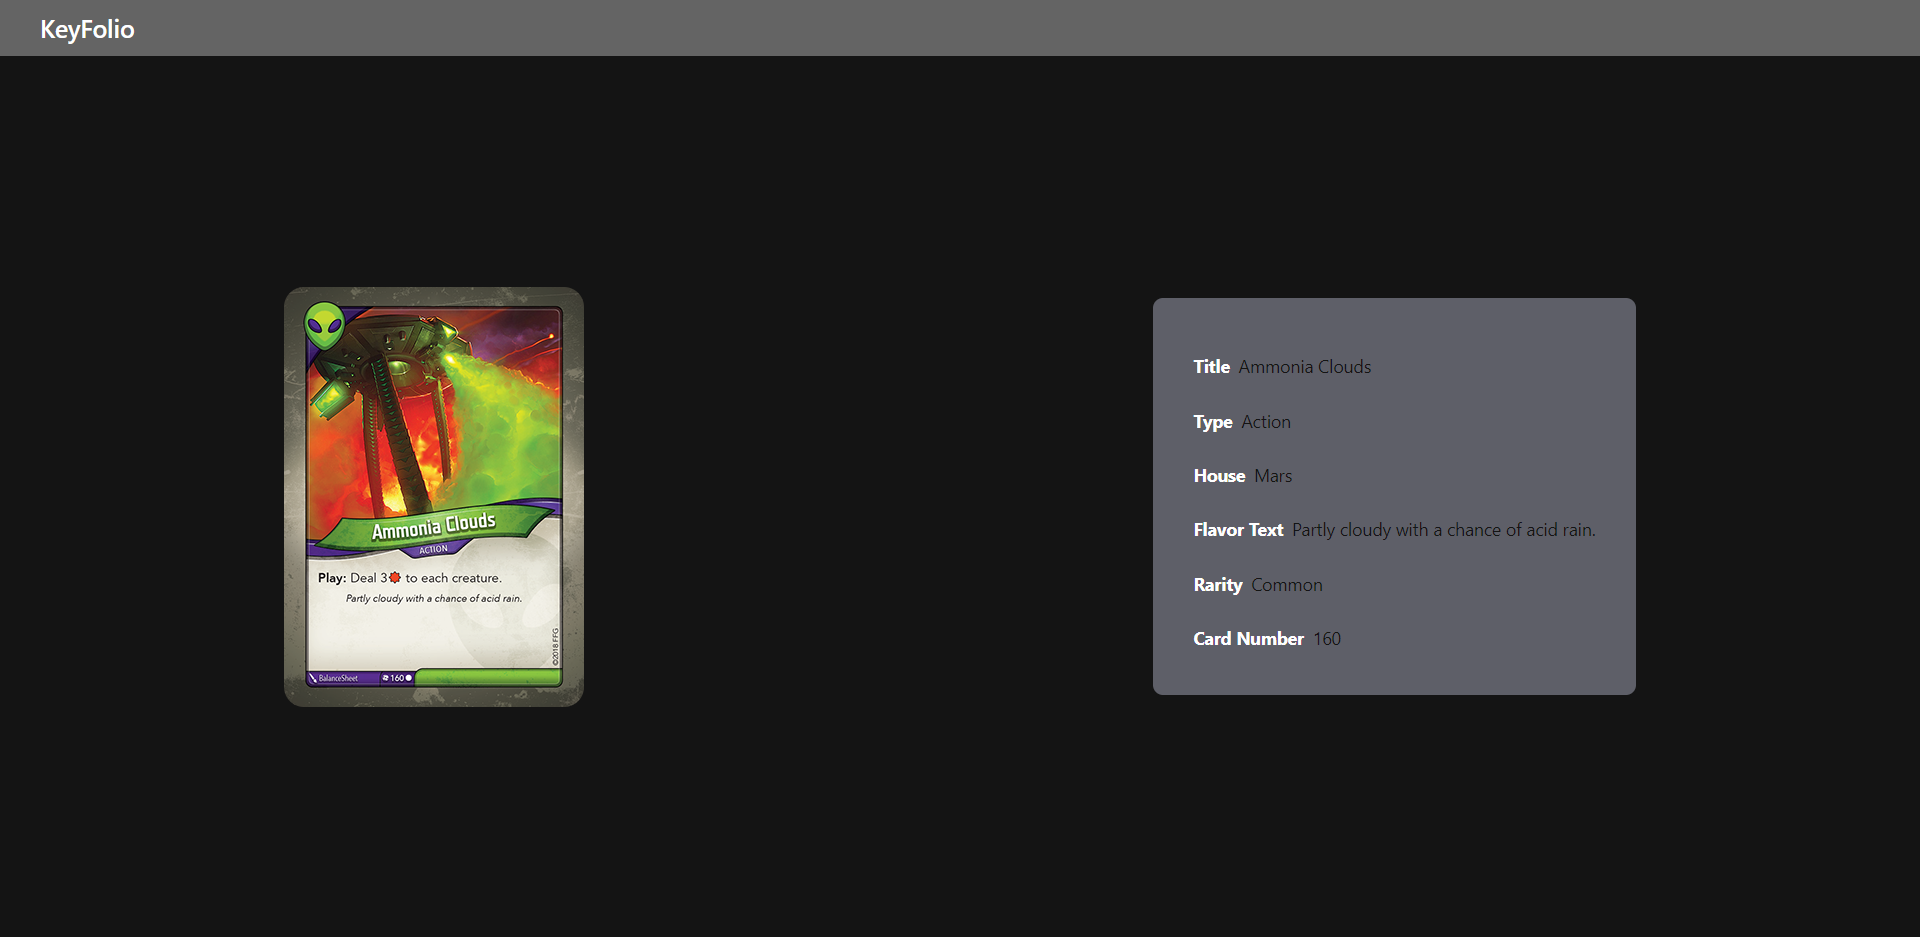 KeyFolio
Ammonia Clouds
ACTION
Play: Deal 3 to each creature.
Partly cloudy with a chance of acid rain.
©2018 FFG
BalanceSheet
160
Title Ammonia Clouds
Type Action
House Mars
Flavor Text Partly cloudy with a chance of acid rain.
Rarity Common
Card Number 160